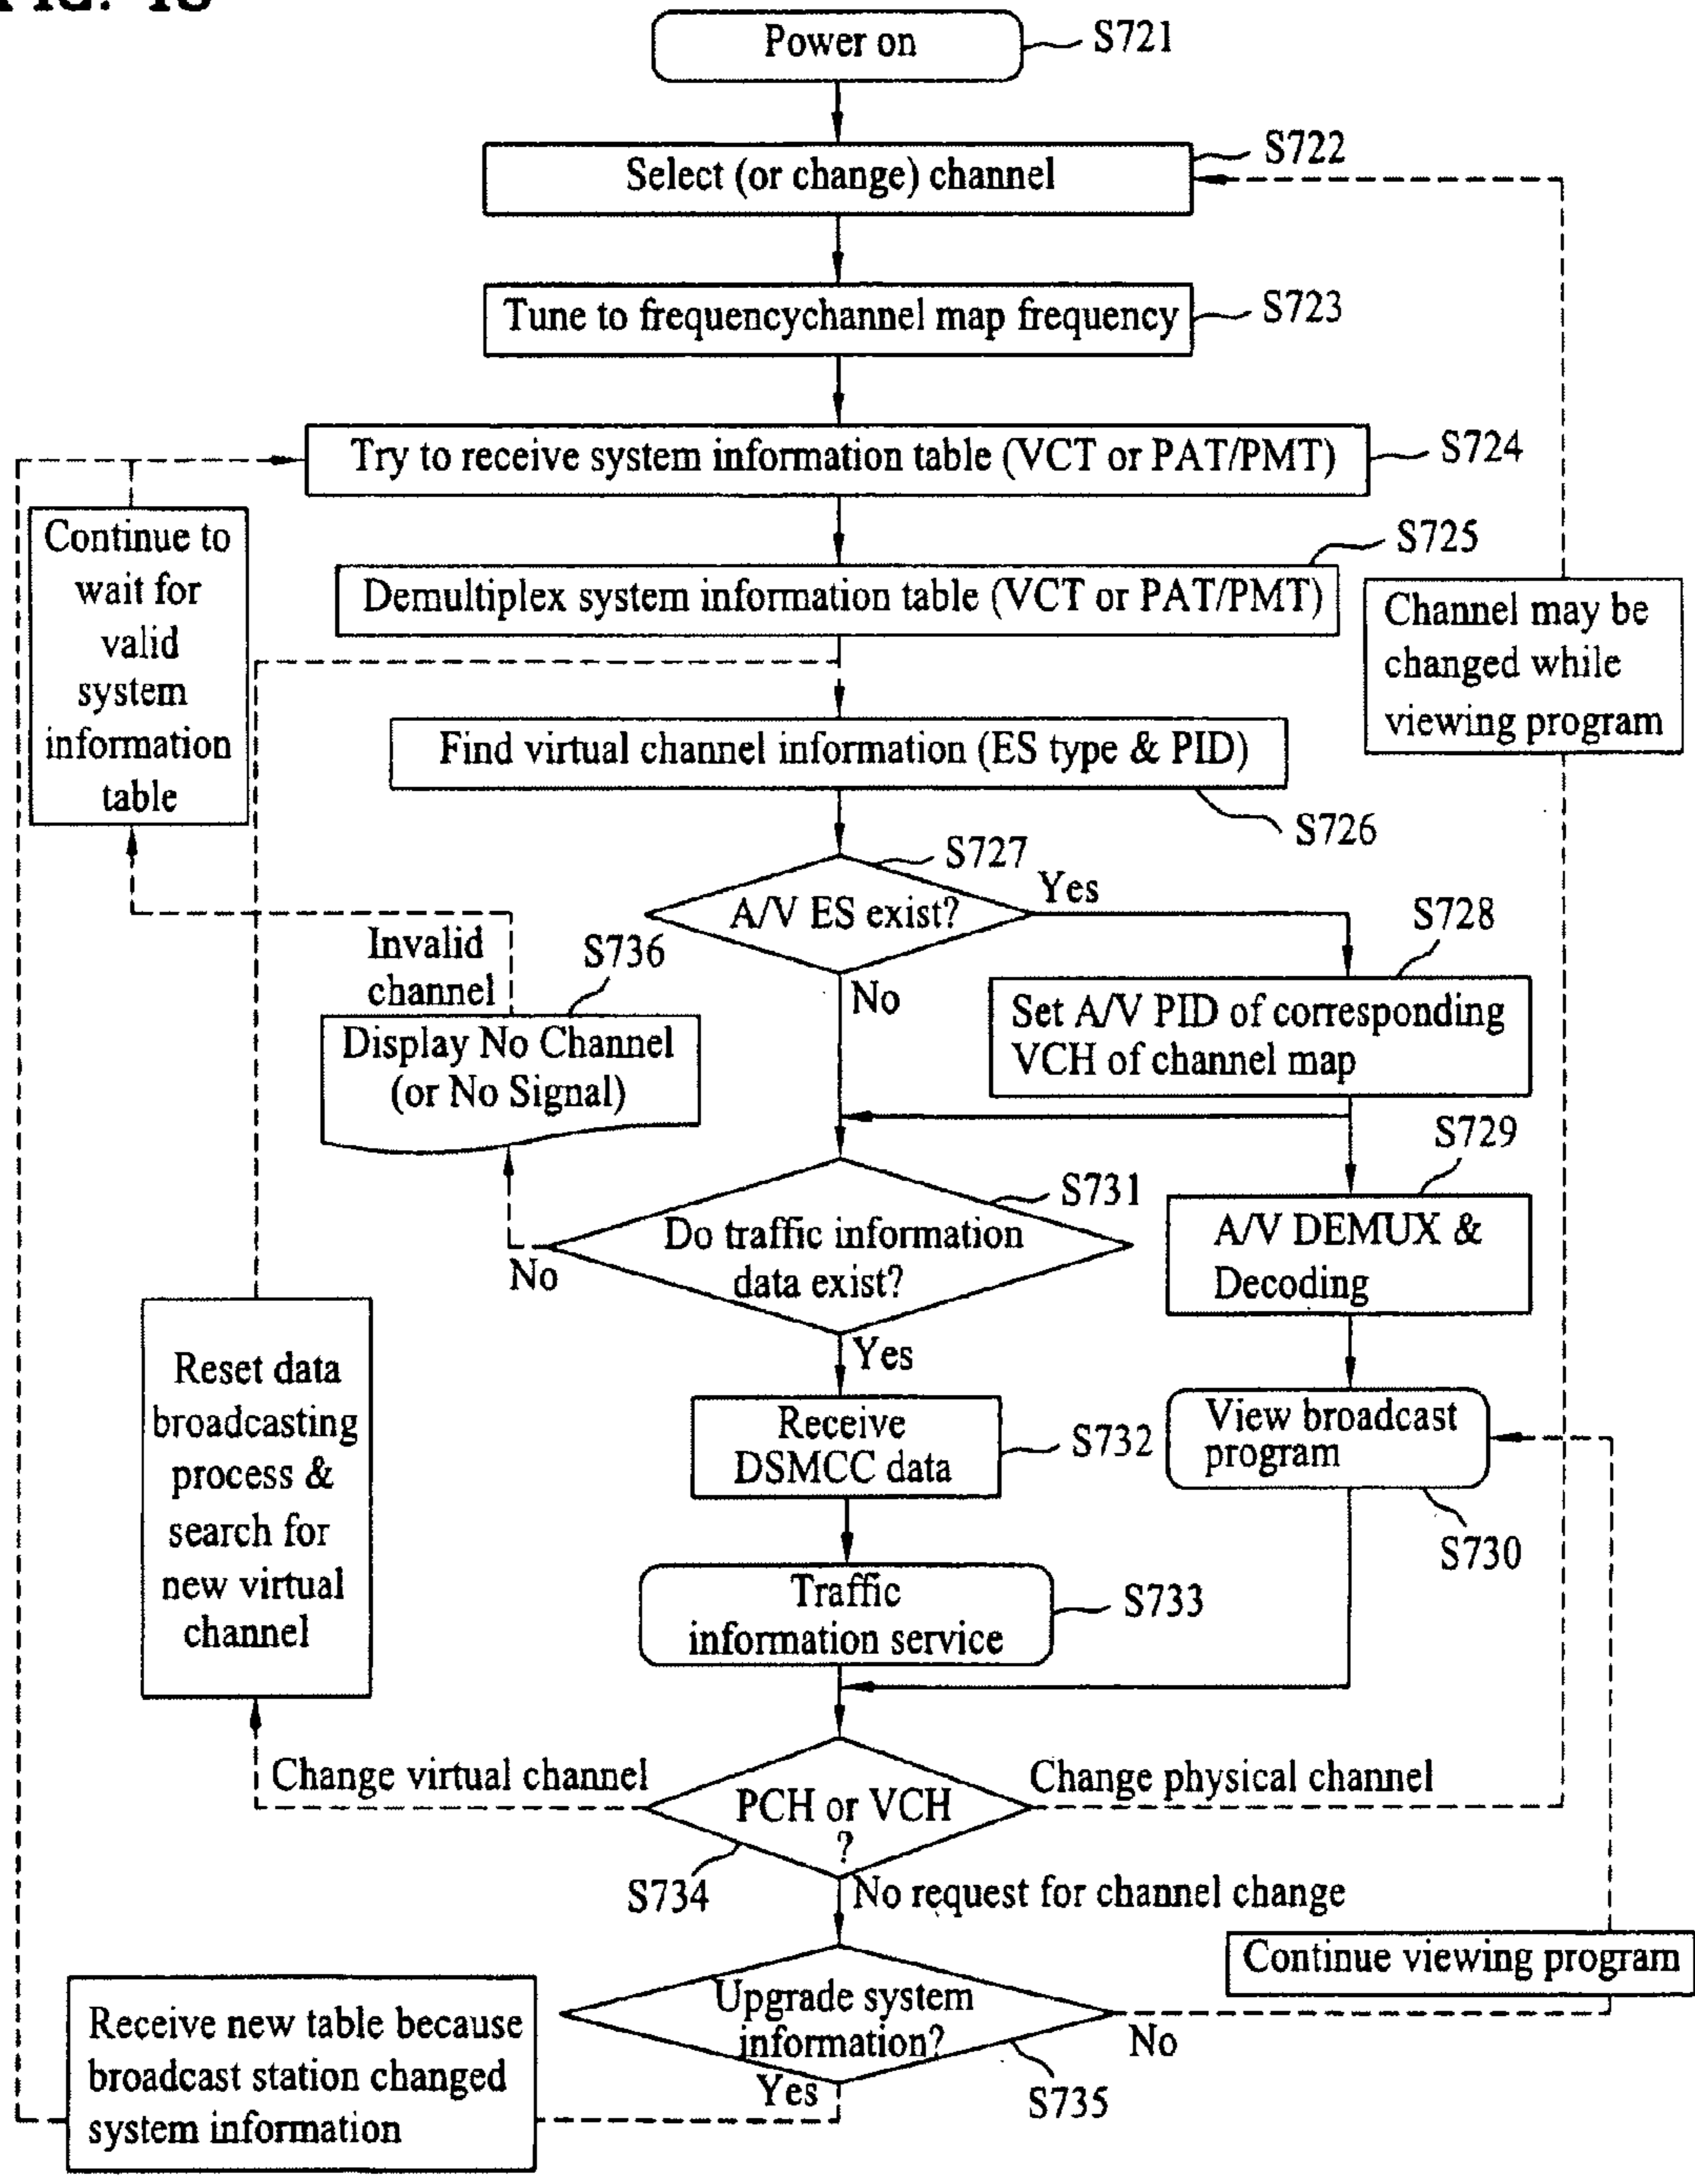 Power on
S721
Select (or change) channel
S722
Tune to frequencychannel map frequency
S723
Try to receive system information table (VCT or PAT/PMT)
S724
Continue to
wait for
valid
system
information
table
Demultiplex system information table (VCT or PAT/PMT)
S725
Channel may be
changed while
viewing program
Find virtual channel information (ES type & PID)
S726
A/V ES exist?
S727
Yes
No
Set A/V PID of corresponding
VCH of channel map
S728
Invalid
channel
S736
Display No Channel
(or No Signal)
Do traffic information
data exist?
S731
No
Yes
A/V DEMUX &
Decoding
S729
Receive
DSMCC data
S732
View broadcast
program
S730
Reset data
broadcasting
process &
search for
new virtual
channel
Traffic
information service
S733
Change virtual channel
PCH or VCH
?
S734
Change physical channel
No request for channel change
Continue viewing program
Upgrade system
information?
S735
No
Yes
Receive new table because
broadcast station changed
system information